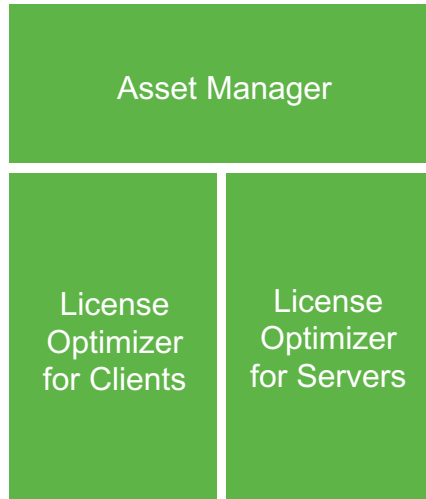 Asset Manager
License
Optimizer
for Clients
License
Optimizer
for Servers